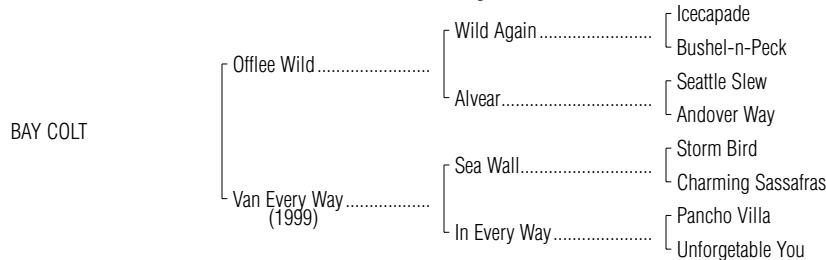 Icecapade
Wild Again
Bushel-n-Peck
Offlee Wild
Seattle Slew
Alvear
Andover Way
BAY COLT
Storm Bird
Sea Wall
Charming Sassafras
Van Every Way
(1999)
Pancho Villa
In Every Way
Unforgetable You